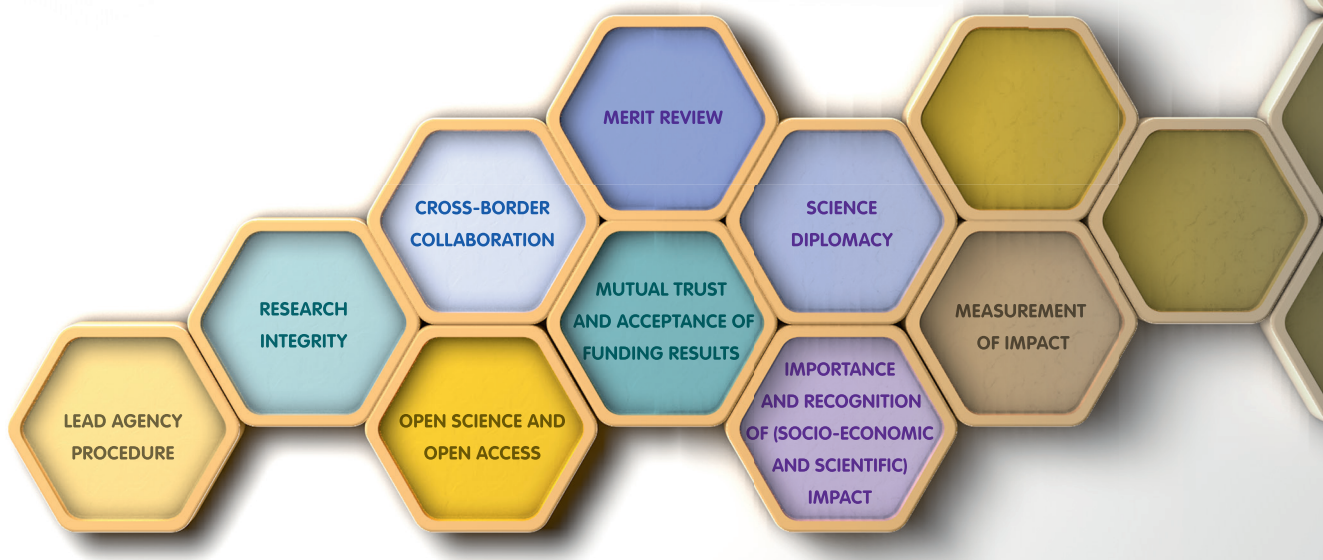 MERIT REVIEW
CROSS-BORDER
COLLABORATION
SCIENCE
DIPLOMACY
RESEARCH
INTEGRITY
MUTUAL TRUST
AND ACCEPTANCE OF
FUNDING RESULTS
MEASUREMENT
OF IMPACT
LEAD AGENCY
PROCEDURE
OPEN SCIENCE AND
OPEN ACCESS
IMPORTANCE
AND RECOGNITION
OF (SOCIO-ECONOMIC
AND SCIENTIFIC)
IMPACT